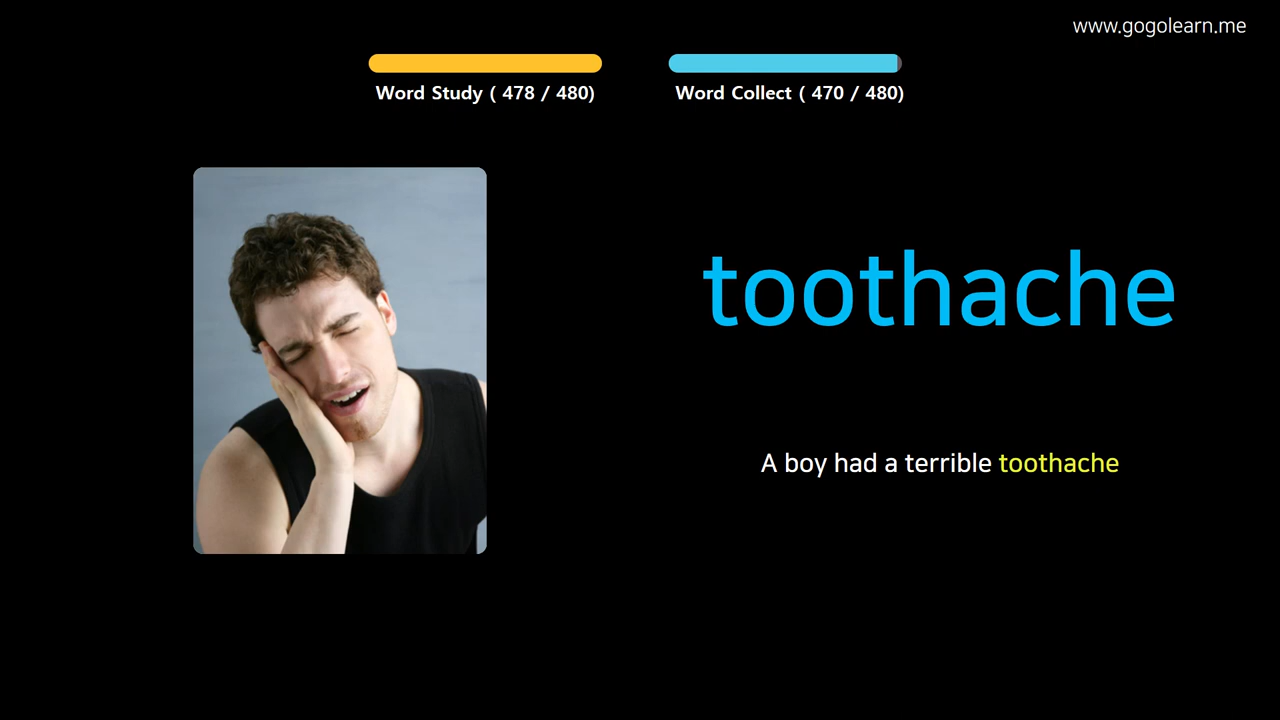 www.gogolearn.me
Word Study ( 478 / 480)
Word Collect ( 470 / 480)
toothache
A boy had a terrible toothache